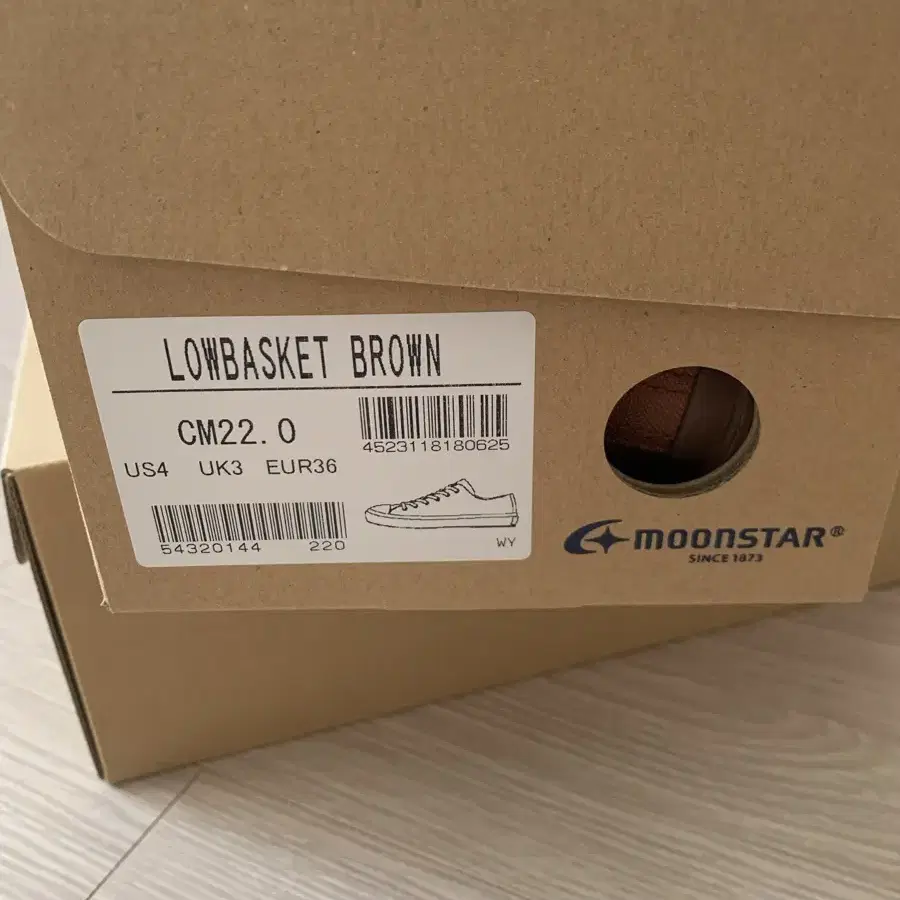 LOWBASKET BROWN
CM22.0
4523118180625
US4 UK3 EUR36
54320144 220
WY
MOONSTAR®
SINCE 1873